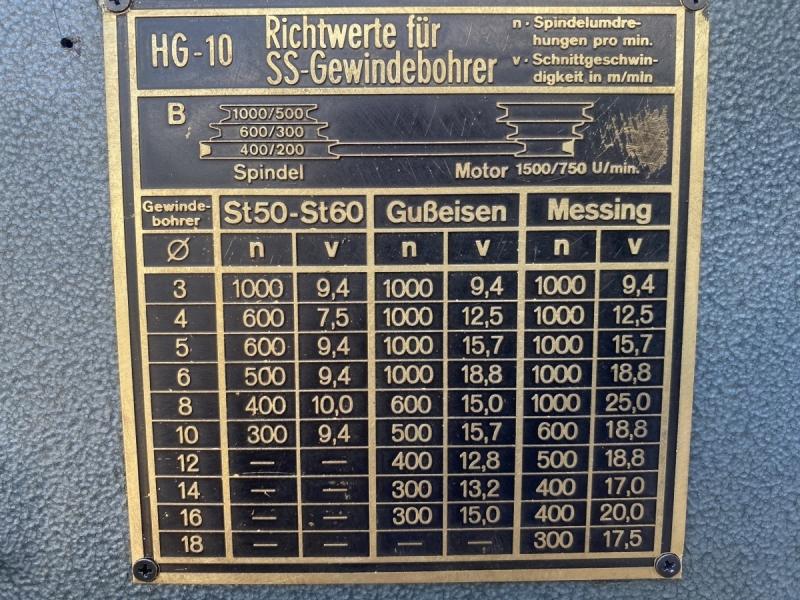 HG-10 Richtwerte für SS-Gewindebohrer
n · Spindelumdre-
hungen pro min.
v · Schnittgeschwin-
digkeit in m/min
B
1000/500
600/300
400/200
Spindel Motor 1500/750 U/min.
Gewinde-
bohrer St50-St60 Gußeisen Messing
Ø n v n v n v
3 1000 9,4 1000 9,4 1000 9,4
4 600 7,5 1000 12,5 1000 12,5
5 600 9,4 1000 15,7 1000 15,7
6 500 9,4 1000 18,8 1000 18,8
8 400 10,0 600 15,0 1000 25,0
10 300 9,4 500 15,7 600 18,8
12 — — 400 12,8 500 18,8
14 — — 300 13,2 400 17,0
16 — — 300 15,0 400 20,0
18 — — — — 300 17,5